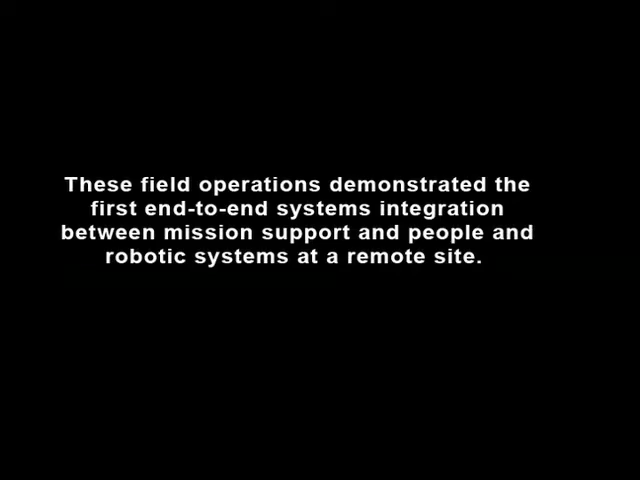 These field operations demonstrated the
first end-to-end systems integration
between mission support and people and
robotic systems at a remote site.